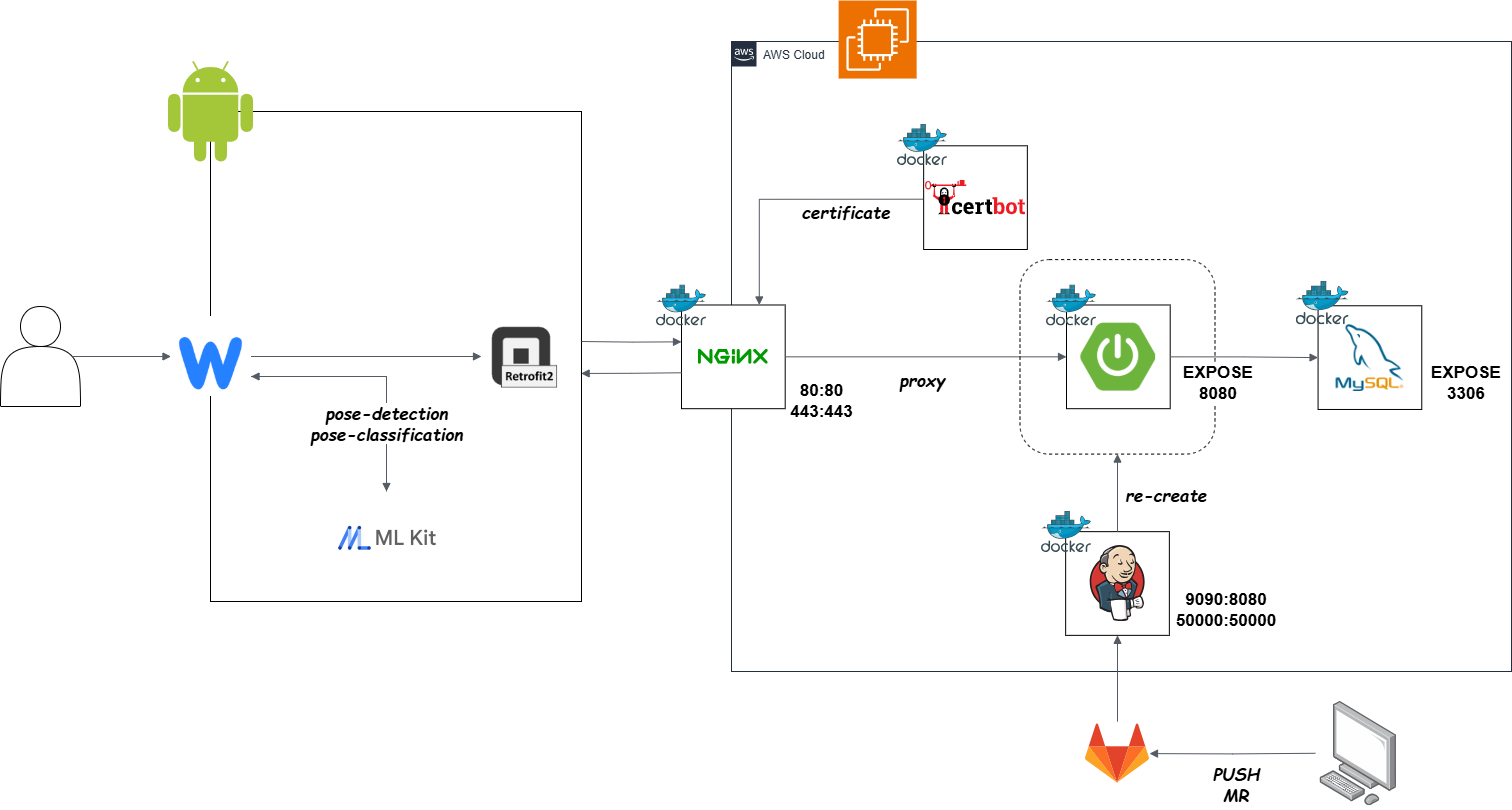 aws
AWS Cloud
docker
certbot
certificate
docker
NGINX
80:80
443:443
proxy
docker
EXPOSE
8080
docker
MySQL
EXPOSE
3306
W
Retrofit2
pose-detection
pose-classification
ML Kit
re-create
docker
9090:8080
50000:50000
PUSH
MR